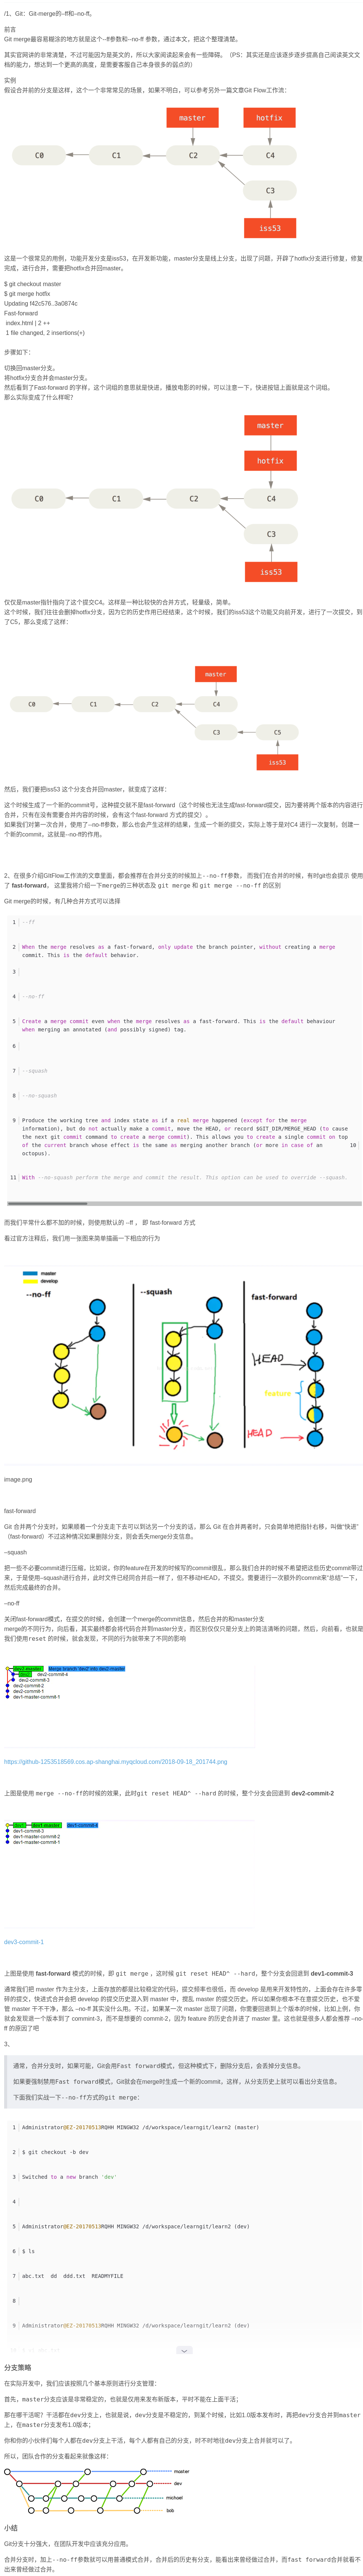 /1、Git：Git-merge的--ff和--no-ff。
前言
Git merge最容易糊涂的地方就是这个--ff参数和--no-ff 参数，通过本文，把这个整理清楚。
其实官网讲的非常清楚，不过可能因为是英文的，所以大家阅读起来会有一些障碍。　（PS：其实还是应该逐步逐步提高自己阅读英文文
档的能力，想达到一个更高的高度，是需要客服自己本身很多的弱点的）
实例
假设合并前的分支是这样，这个一个非常常见的场景，如果不明白，可以参考另外一篇文章Git Flow工作流：
master
hotfix
C0
C1
C2
C4
C3
iss53
这是一个很常见的用例，功能开发分支是iss53，在开发新功能，master分支是线上分支，出现了问题，开辟了hotfix分支进行修复，修复
完成，进行合并，需要把hotfix合并回master。
$ git checkout master
$ git merge hotfix
Updating f42c576..3a0874c
Fast-forward
index.html | 2 ++
1 file changed, 2 insertions(+)
步骤如下：
切换回master分支。
将hotfix分支合并会master分支。
然后看到了Fast-forward 的字样，这个词组的意思就是快进，播放电影的时候，可以注意一下，快进按钮上面就是这个词组。
那么实际变成了什么样呢？
master
hotfix
C0
C1
C2
C4
C3
iss53
仅仅是master指针指向了这个提交C4。这样是一种比较快的合并方式，轻量级，简单。
这个时候，我们往往会删掉hotfix分支，因为它的历史作用已经结束，这个时候，我们的iss53这个功能又向前开发，进行了一次提交，到
了C5，那么变成了这样：
master
C0
C1
C2
C4
C3
C5
iss53
然后，我们要把iss53 这个分支合并回master，就变成了这样：
这个时候生成了一个新的commit号，这种提交就不是fast-forward（这个时候也无法生成fast-forward提交，因为要将两个版本的内容进行
合并，只有在没有需要合并内容的时候，会有这个fast-forward 方式的提交）。
如果我们对第一次合并，使用了--no-ff参数，那么也会产生这样的结果，生成一个新的提交，实际上等于是对C4 进行一次复制，创建一
个新的commit，这就是--no-ff的作用。
2、在很多介绍GitFlow工作流的文章里面，都会推荐在合并分支的时候加上--no-ff参数， 而我们在合并的时候，有时git也会提示 使用
了 fast-forward， 这里我将介绍一下merge的三种状态及 git merge 和 git merge --no-ff 的区别
Git merge的时候，有几种合并方式可以选择
1 --ff
2 When the merge resolves as a fast-forward, only update the branch pointer, without creating a merge
commit. This is the default behavior.
3
4 --no-ff
5 Create a merge commit even when the merge resolves as a fast-forward. This is the default behaviour
when merging an annotated (and possibly signed) tag.
6
7 --squash
8 --no-squash
9 Produce the working tree and index state as if a real merge happened (except for the merge
information), but do not actually make a commit, move the HEAD, or record $GIT_DIR/MERGE_HEAD (to cause
the next git commit command to create a merge commit). This allows you to create a single commit on top
of the current branch whose effect is the same as merging another branch (or more in case of an 10
octopus).
11 With --no-squash perform the merge and commit the result. This option can be used to override --squash.
而我们平常什么都不加的时候，则使用默认的 --ff ， 即 fast-forward 方式
看过官方注释后，我们用一张图来简单描画一下相应的行为
master
develop
--no-ff
--squash
fast-forward
HEAD
feature
HEAD
image.png
fast-forward
Git 合并两个分支时，如果顺着一个分支走下去可以到达另一个分支的话，那么 Git 在合并两者时，只会简单地把指针右移，叫做“快进”
（fast-forward）不过这种情况如果删除分支，则会丢失merge分支信息。
–squash
把一些不必要commit进行压缩，比如说，你的feature在开发的时候写的commit很乱，那么我们合并的时候不希望把这些历史commit带过
来，于是使用–squash进行合并，此时文件已经同合并后一样了，但不移动HEAD，不提交。需要进行一次额外的commit来“总结”一下，
然后完成最终的合并。
–no-ff
关闭fast-forward模式，在提交的时候，会创建一个merge的commit信息，然后合并的和master分支
merge的不同行为，向后看，其实最终都会将代码合并到master分支，而区别仅仅只是分支上的简洁清晰的问题，然后，向前看，也就是
我们使用reset 的时候，就会发现，不同的行为就带来了不同的影响
dev2-master Merge branch 'dev2' into dev2-master
dev2 dev2-commit-4
dev2-commit-3
dev2-commit-2
dev2-commit-1
dev1-master-commit-1
https://github-1253518569.cos.ap-shanghai.myqcloud.com/2018-09-18_201744.png
上图是使用 merge --no-ff的时候的效果，此时git reset HEAD^ --hard 的时候，整个分支会回退到 dev2-commit-2
dev1 dev1-master dev1-commit-4
dev1-commit-3
dev1-master-commit-2
dev1-master-commit-1
dev3-commit-1
上图是使用 fast-forward 模式的时候，即 git merge ，这时候 git reset HEAD^ --hard，整个分支会回退到 dev1-commit-3
通常我们把 master 作为主分支，上面存放的都是比较稳定的代码，提交频率也很低，而 develop 是用来开发特性的，上面会存在许多零
碎的提交，快进式合并会把 develop 的提交历史混入到 master 中，搅乱 master 的提交历史。所以如果你根本不在意提交历史，也不爱
管 master 干不干净，那么 –no-ff 其实没什么用。不过，如果某一次 master 出现了问题，你需要回退到上个版本的时候，比如上例，你
就会发现退一个版本到了 commint-3，而不是想要的 commit-2，因为 feature 的历史合并进了 master 里。这也就是很多人都会推荐 –no-
ff 的原因了吧
3、
通常，合并分支时，如果可能，Git会用Fast forward模式，但这种模式下，删除分支后，会丢掉分支信息。
如果要强制禁用Fast forward模式，Git就会在merge时生成一个新的commit，这样，从分支历史上就可以看出分支信息。
下面我们实战一下--no-ff方式的git merge：
1 Administrator@EZ-20170513MQHH MINGW32 /d/workspace/learngit/learn2 (master)
2 $ git checkout -b dev
3 Switched to a new branch 'dev'
4
5 Administrator@EZ-20170513MQHH MINGW32 /d/workspace/learngit/learn2 (dev)
6 $ ls
7 abc.txt  dd  ddd.txt  READMYFILE
8
9 Administrator@EZ-20170513MQHH MINGW32 /d/workspace/learngit/learn2 (dev)
分支策略
在实际开发中，我们应该按照几个基本原则进行分支管理：
首先，master分支应该是非常稳定的，也就是仅用来发布新版本，平时不能在上面干活；
那在哪干活呢？干活都在dev分支上，也就是说，dev分支是不稳定的，到某个时候，比如1.0版本发布时，再把dev分支合并到master
上，在master分支发布1.0版本；
你和你的小伙伴们每个人都在dev分支上干活，每个人都有自己的分支，时不时地往dev分支上合并就可以了。
所以，团队合作的分支看起来就像这样：
master
dev
michael
bob
小结
Git分支十分强大，在团队开发中应该充分应用。
合并分支时，加上--no-ff参数就可以用普通模式合并，合并后的历史有分支，能看出来曾经做过合并，而fast forward合并就看不
出来曾经做过合并。